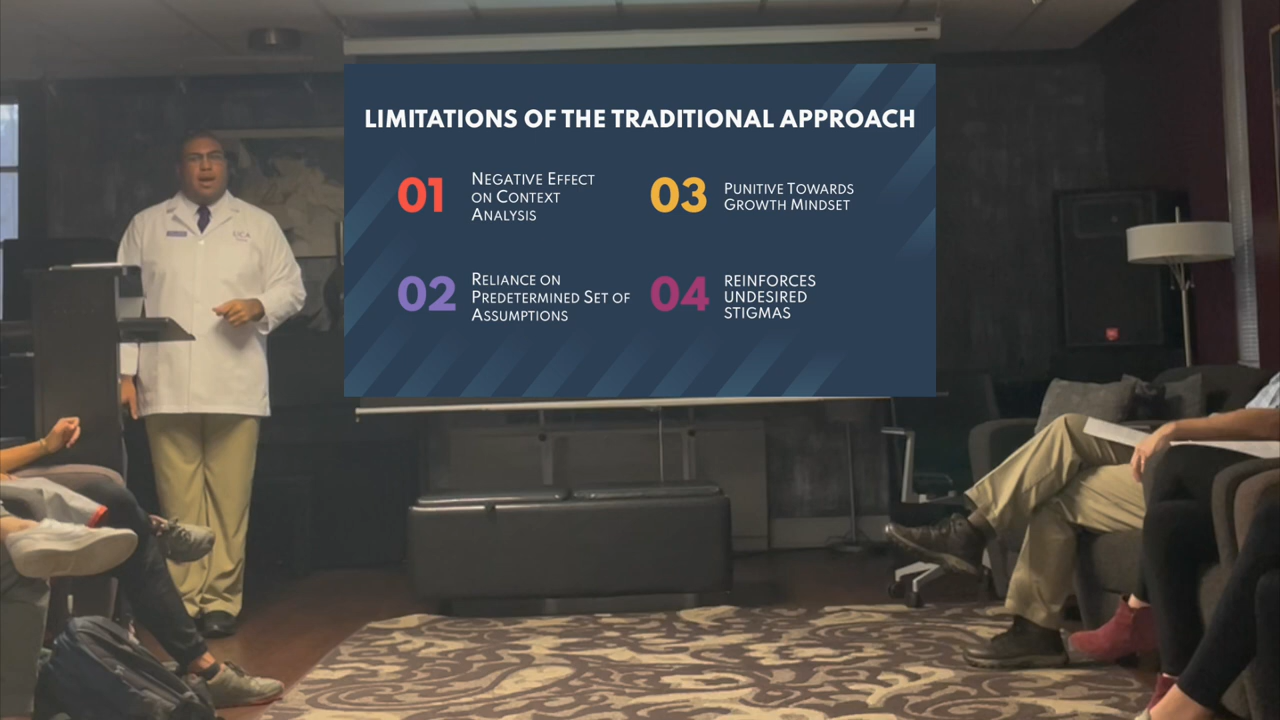 LIMITATIONS OF THE TRADITIONAL APPROACH
01
NEGATIVE EFFECT
ON CONTEXT
ANALYSIS
02
RELIANCE ON
PREDETERMINED SET OF
ASSUMPTIONS
03
PUNITIVE TOWARDS
GROWTH MINDSET
04
REINFORCES
UNDESIRED
STIGMAS